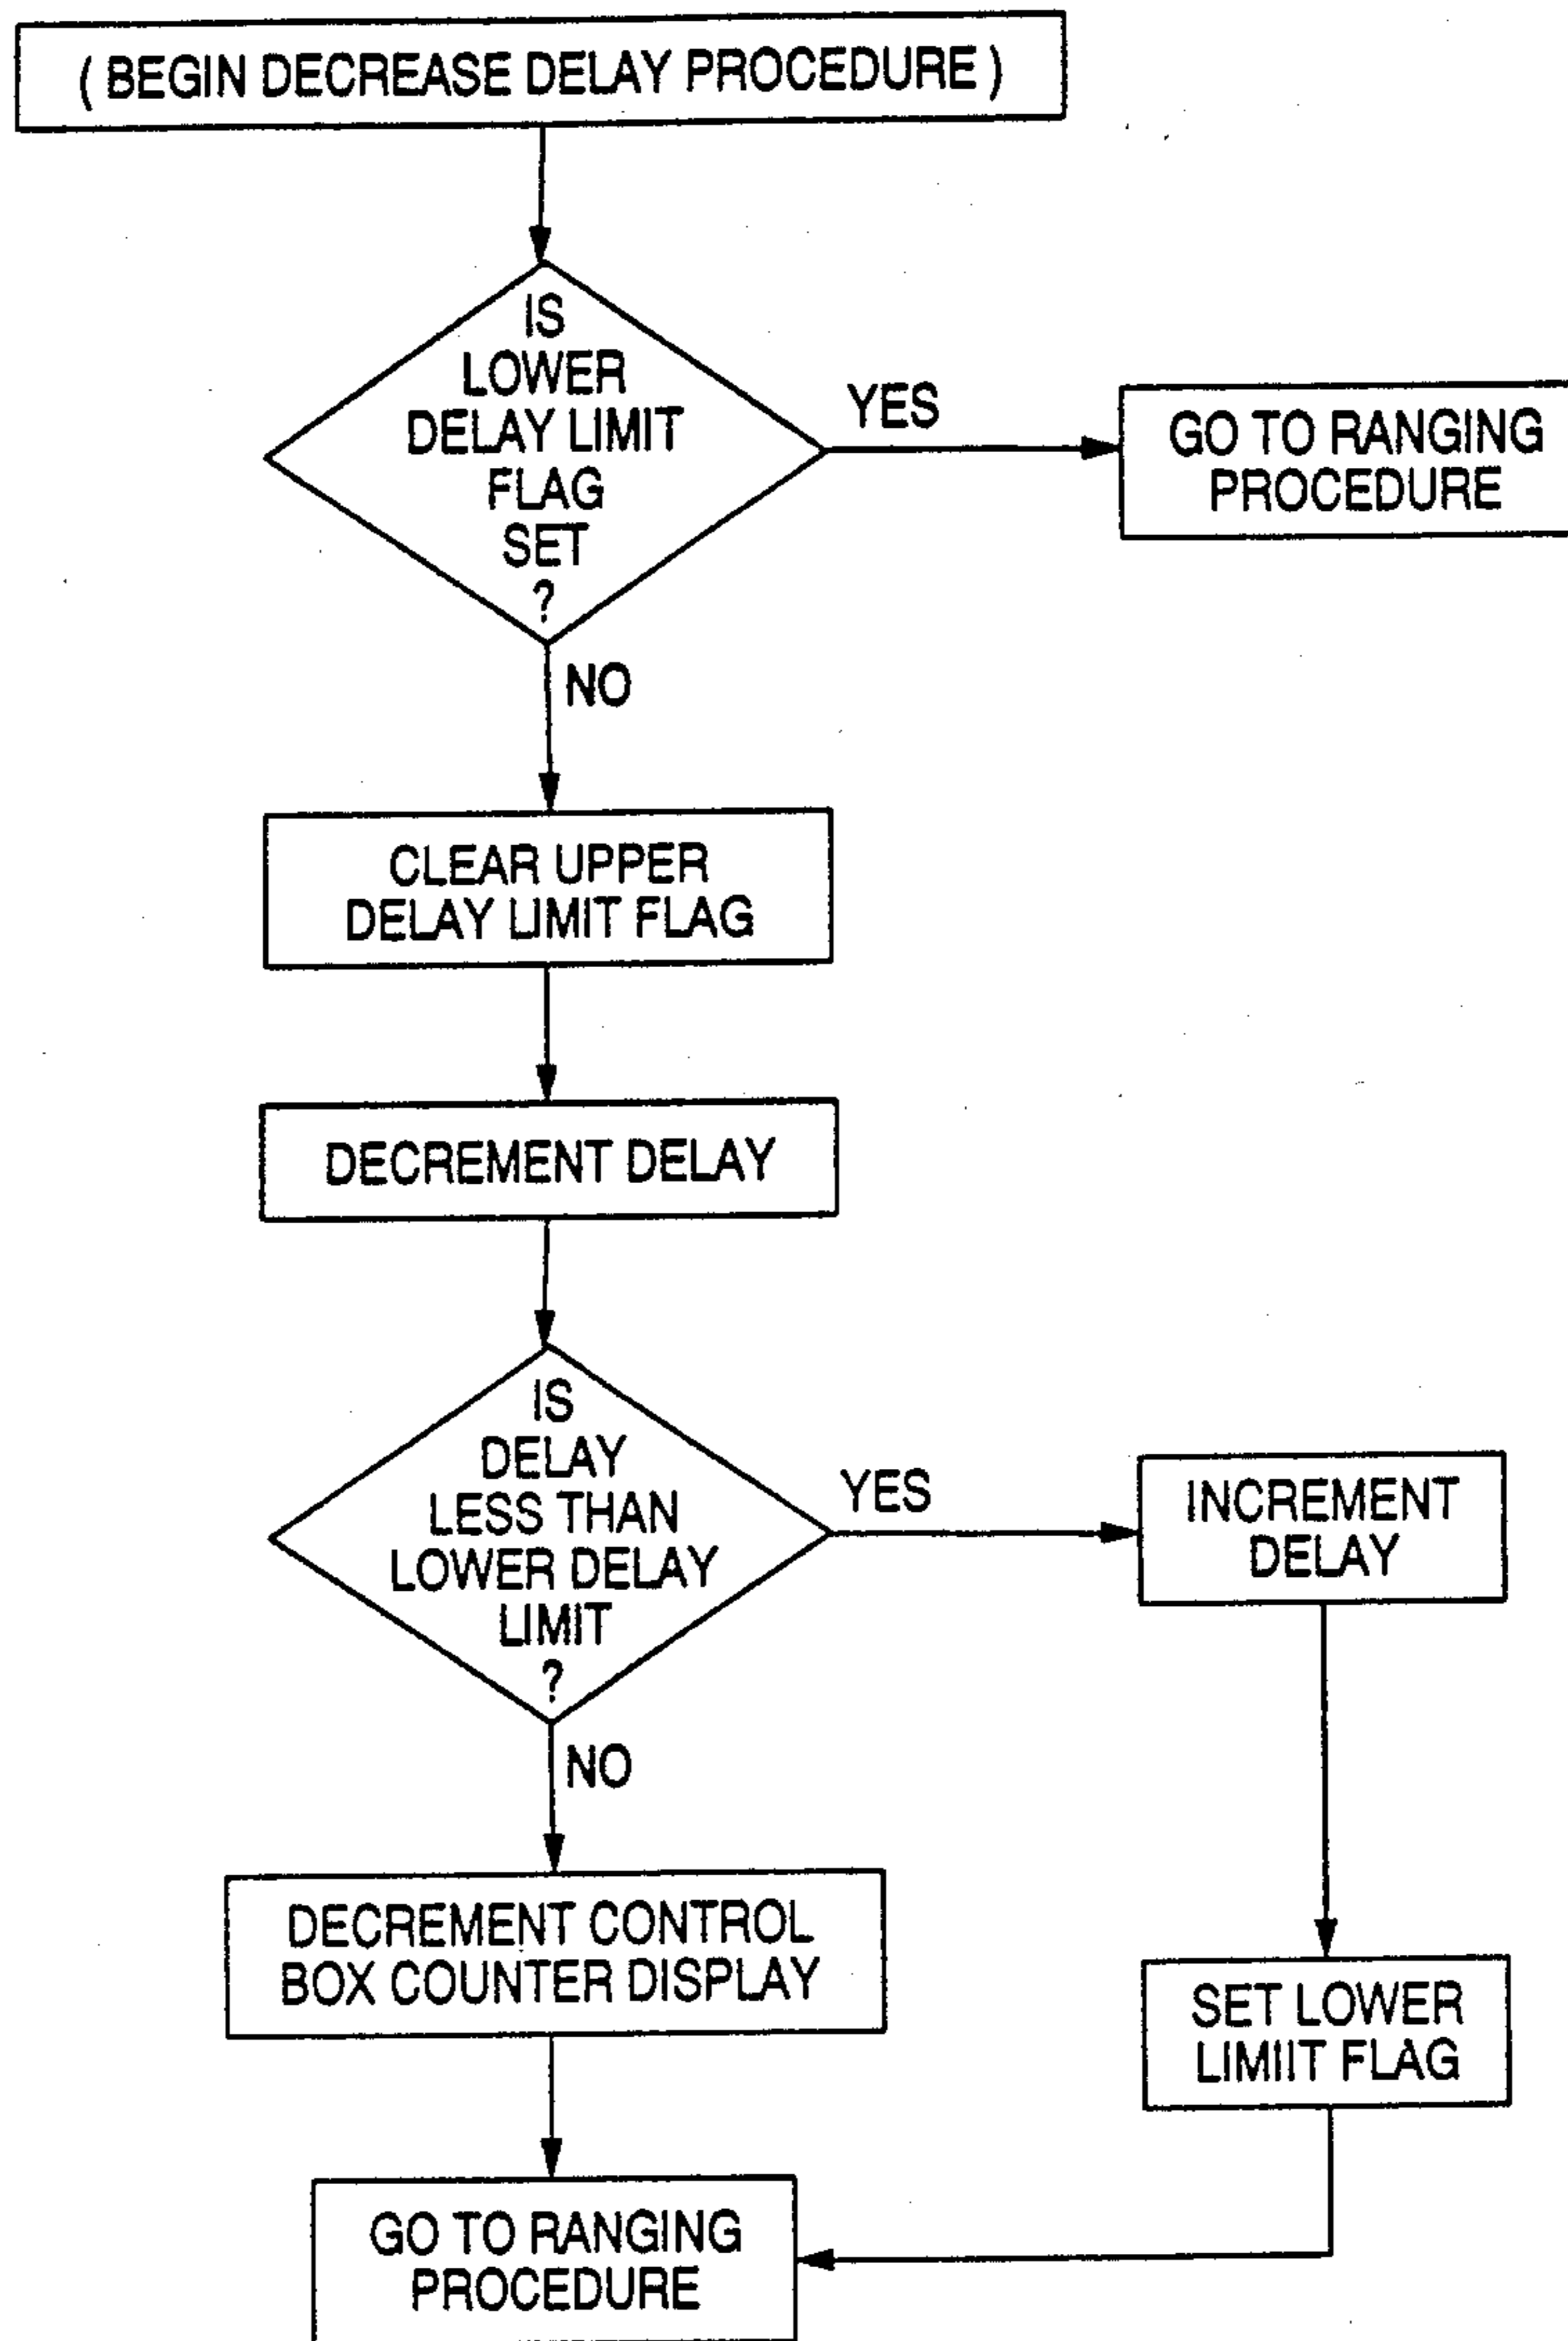 ( BEGIN DECREASE DELAY PROCEDURE )
IS
LOWER
DELAY LIMIT
FLAG
SET
?
YES
GO TO RANGING
PROCEDURE
NO
CLEAR UPPER
DELAY LIMIT FLAG
DECREMENT DELAY
IS
DELAY
LESS THAN
LOWER DELAY
LIMIT
?
YES
INCREMENT
DELAY
NO
DECREMENT CONTROL
BOX COUNTER DISPLAY
SET LOWER
LIMIIT FLAG
GO TO RANGING
PROCEDURE